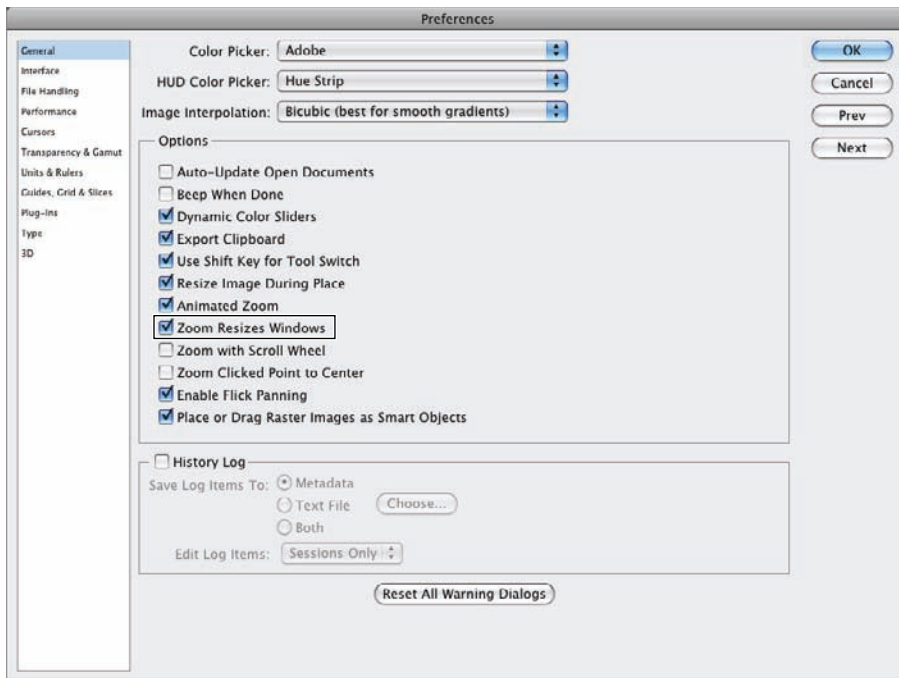 Preferences
General
Interface
File Handling
Performance
Cursors
Transparency & Gamut
Units & Rulers
Guides, Grid & Slices
Plug-Ins
Type
3D
Color Picker: Adobe
HUD Color Picker: Hue Strip
Image Interpolation: Bicubic (best for smooth gradients)
Options
Auto-Update Open Documents
Beep When Done
Dynamic Color Sliders
Export Clipboard
Use Shift Key for Tool Switch
Resize Image During Place
Animated Zoom
Zoom Resizes Windows
Zoom with Scroll Wheel
Zoom Clicked Point to Center
Enable Flick Panning
Place or Drag Raster Images as Smart Objects
History Log
Save Log Items To: Metadata
Text File Choose...
Both
Edit Log Items: Sessions Only
Reset All Warning Dialogs
OK
Cancel
Prev
Next